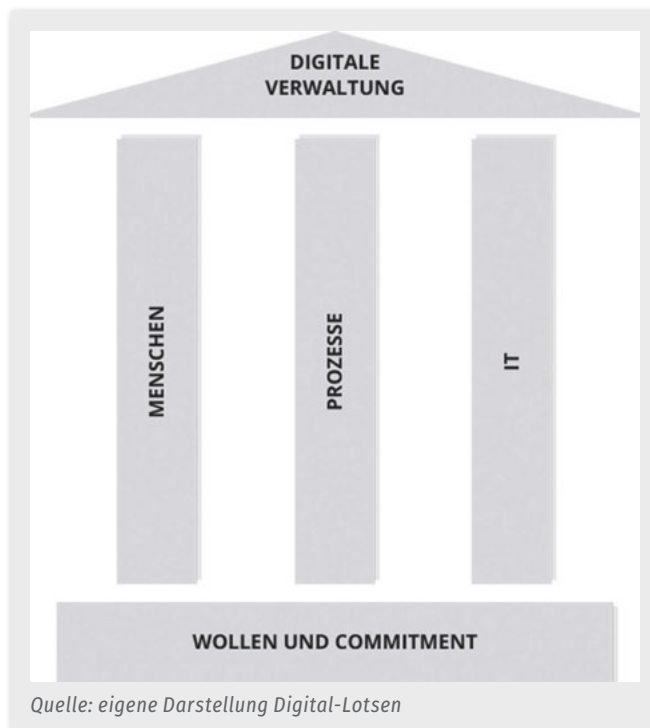 DIGITALE
VERWALTUNG
MENSCHEN
PROZESSE
IT
WOLLEN UND COMMITMENT
Quelle: eigene Darstellung Digital-Lotsen